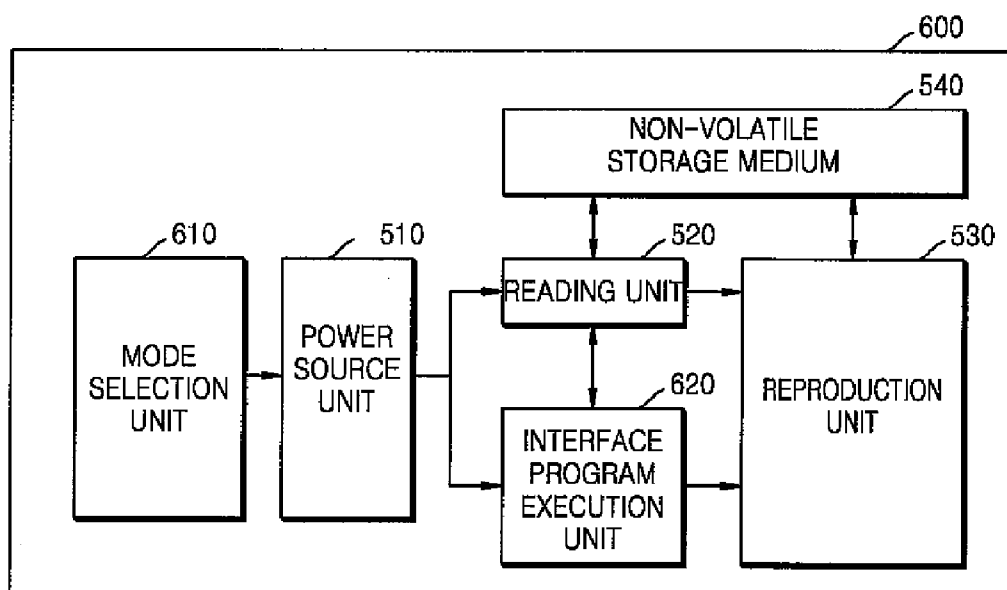 600
540
NON-VOLATILE
STORAGE MEDIUM
610
510
520
530
MODE
SELECTION
UNIT
POWER
SOURCE
UNIT
READING UNIT
620
INTERFACE
PROGRAM
EXECUTION
UNIT
REPRODUCTION
UNIT